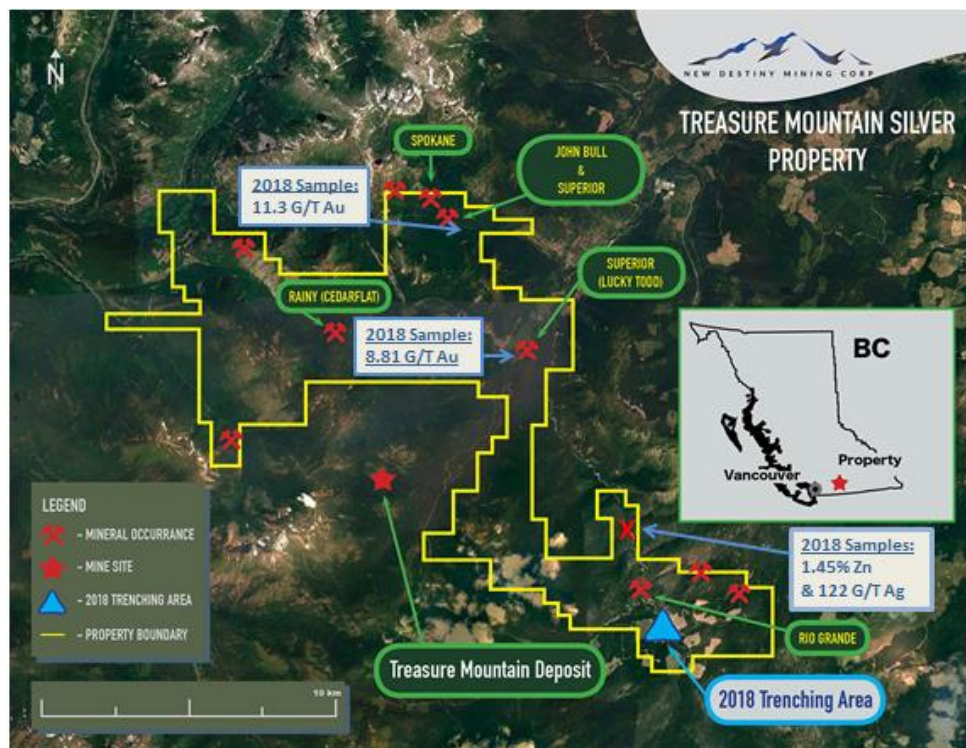 N
NEW DESTINY MINING CORP
TREASURE MOUNTAIN SILVER
PROPERTY
SPOKANE
JOHN BULL
&
SUPERIOR
2018 Sample:
11.3 G/T Au
SUPERIOR
(LUCKY TODD)
RAINY (CEDARFLAT)
2018 Sample:
8.81 G/T Au
BC
Vancouver
Property
LEGEND
- MINERAL OCCURRANCE
- MINE SITE
- 2018 TRENCHING AREA
- PROPERTY BOUNDARY
2018 Samples:
1.45% Zn
& 122 G/T Ag
RIO GRANDE
Treasure Mountain Deposit
2018 Trenching Area
10 km